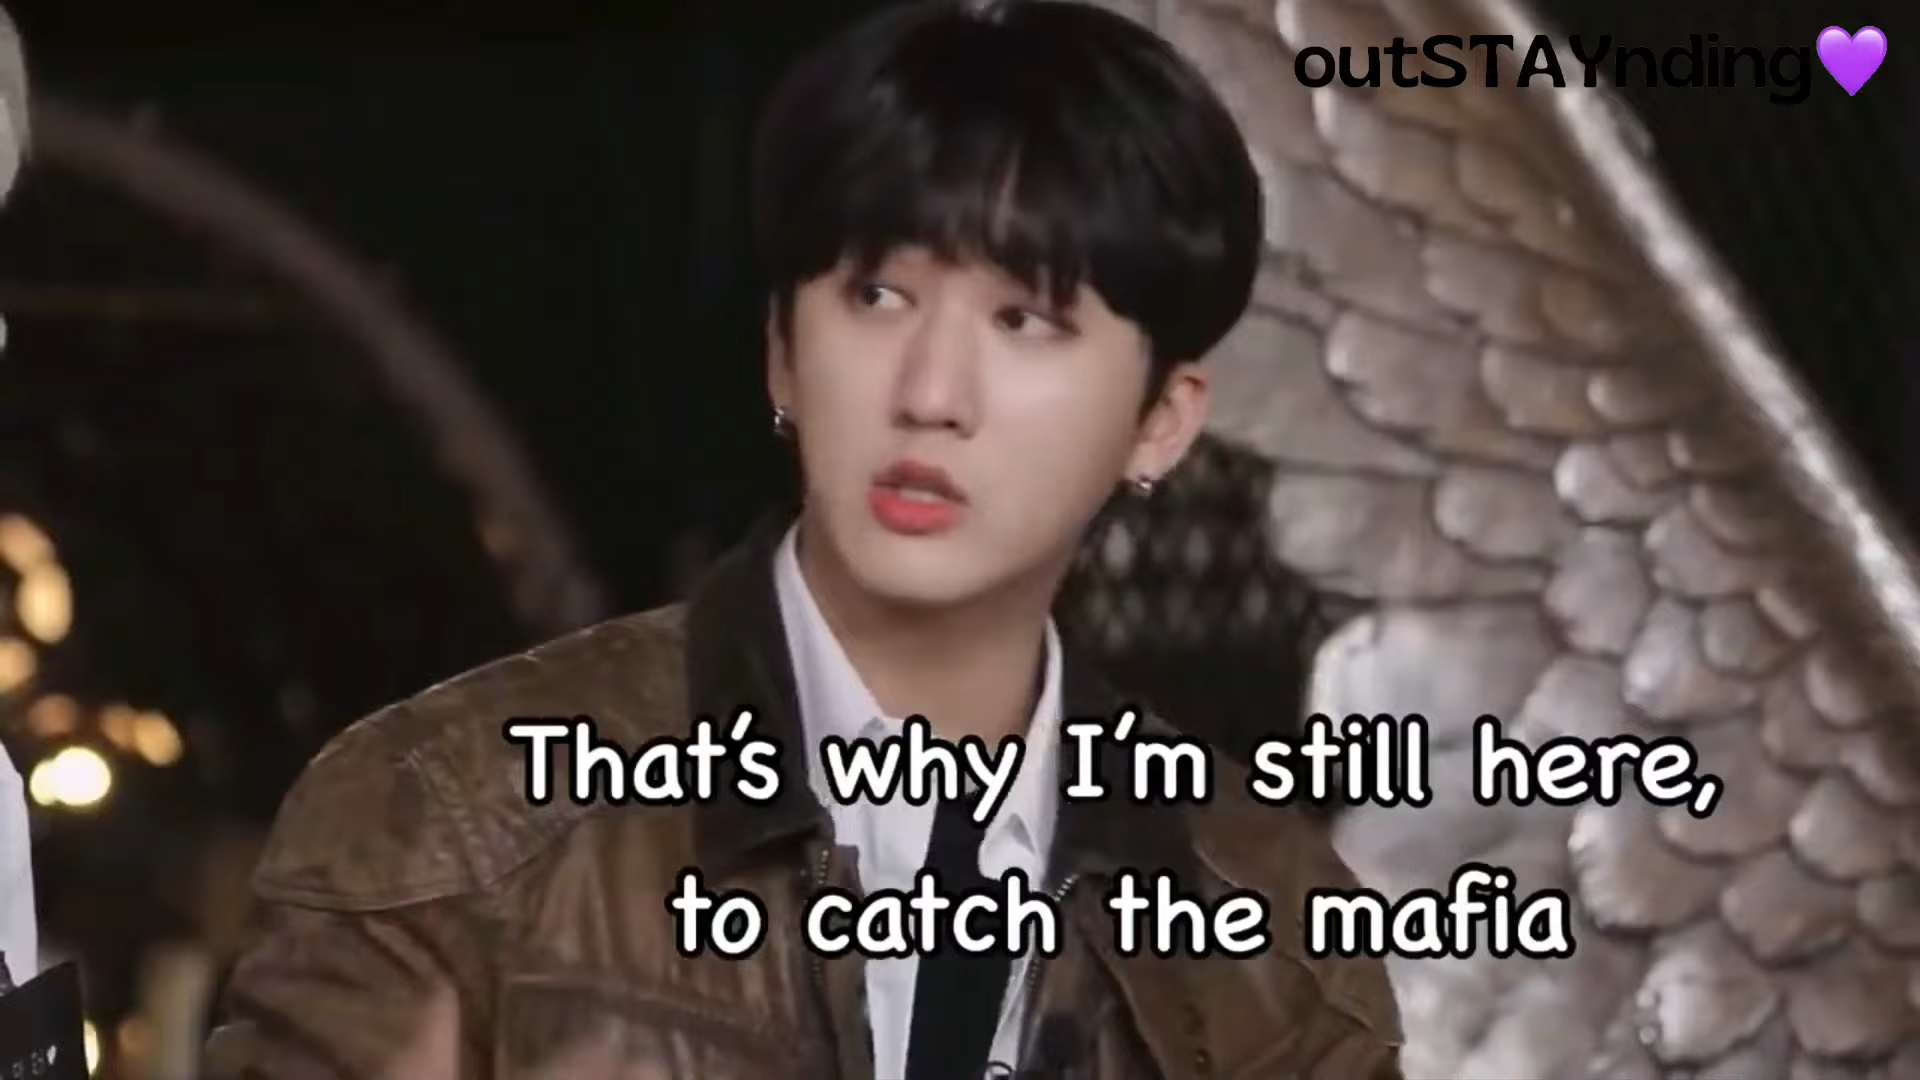 outSTAYnding💜
That's why I'm still here,
to catch the mafia